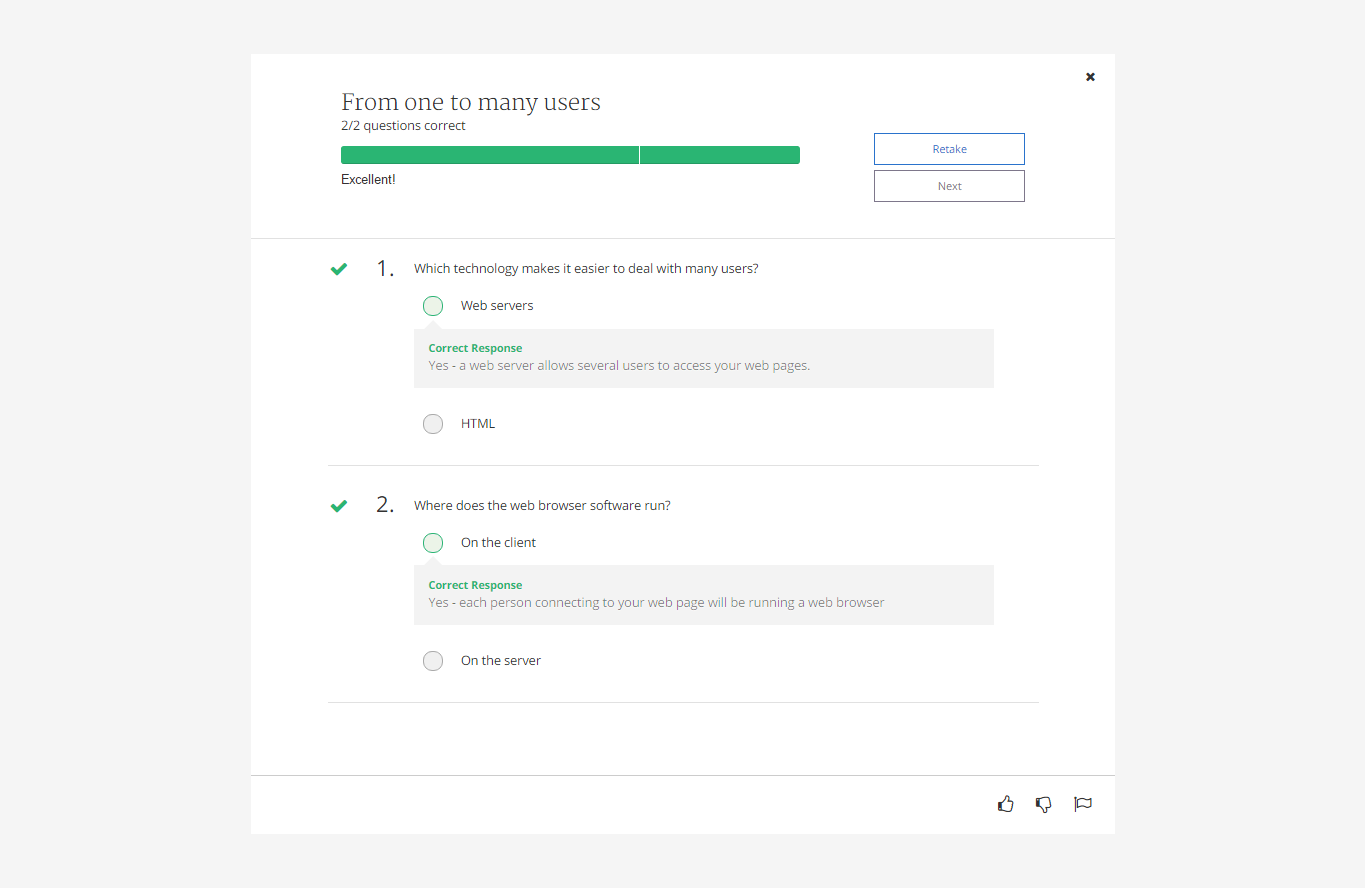 From one to many users
2/2 questions correct
Excellent!
Retake
Next
1. Which technology makes it easier to deal with many users?
Web servers
Correct Response
Yes - a web server allows several users to access your web pages.
HTML
2. Where does the web browser software run?
On the client
Correct Response
Yes - each person connecting to your web page will be running a web browser
On the server